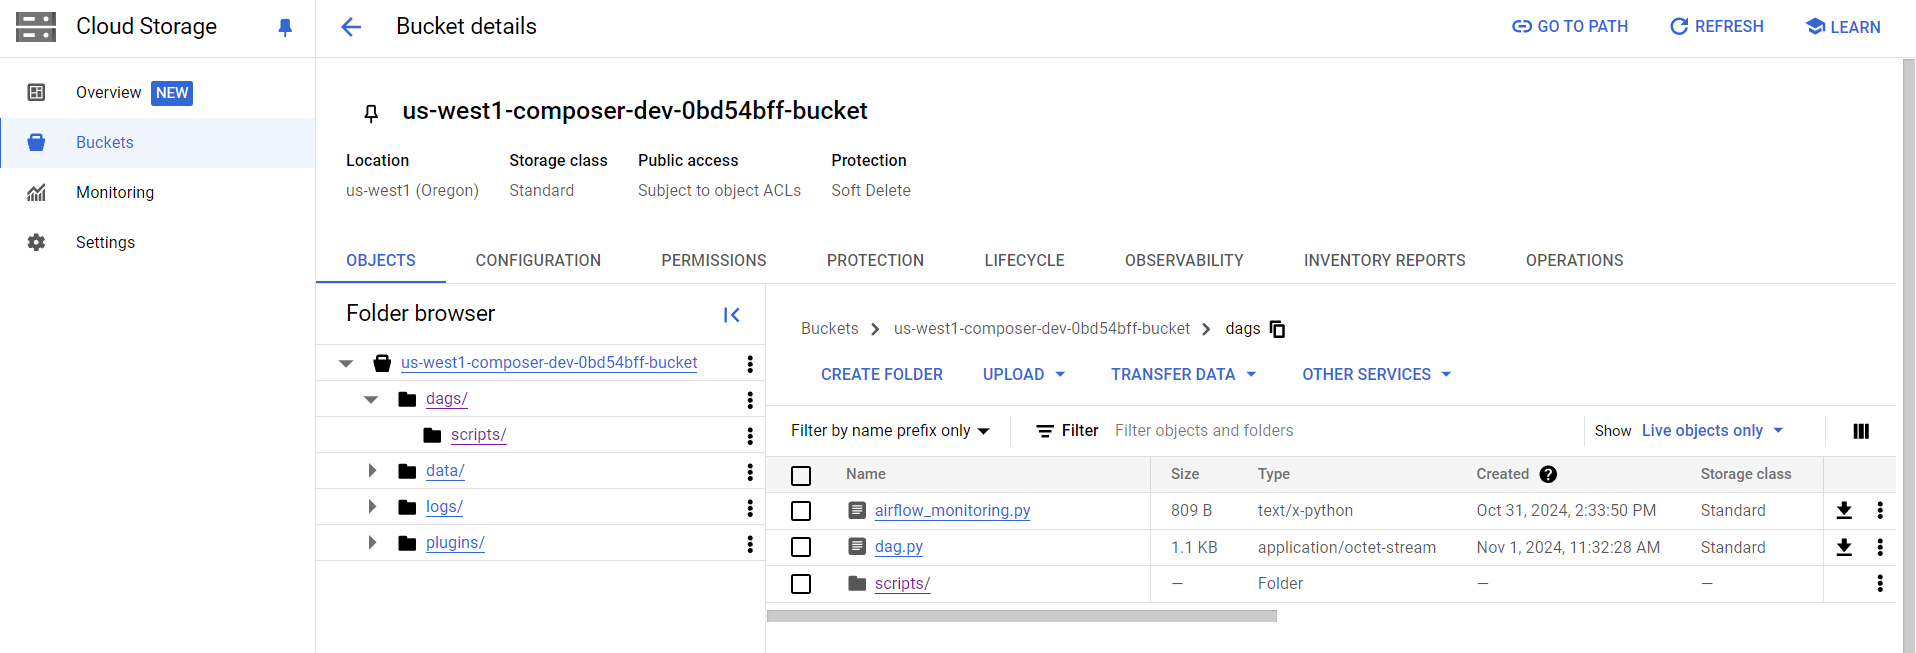 Cloud Storage
Bucket details
GO TO PATH
REFRESH
LEARN
Overview NEW
Buckets
Monitoring
Settings
us-west1-composer-dev-0bd54bff-bucket
Location Storage class Public access Protection
us-west1 (Oregon) Standard Subject to object ACLs Soft Delete
OBJECTS CONFIGURATION PERMISSIONS PROTECTION LIFECYCLE OBSERVABILITY INVENTORY REPORTS OPERATIONS
Folder browser
us-west1-composer-dev-0bd54bff-bucket
dags/
scripts/
data/
logs/
plugins/
Buckets us-west1-composer-dev-0bd54bff-bucket dags
CREATE FOLDER UPLOAD TRANSFER DATA OTHER SERVICES
Filter by name prefix only Filter Filter objects and folders Show Live objects only
Name Size Type Created Storage class
airflow_monitoring.py 809 B text/x-python Oct 31, 2024, 2:33:50 PM Standard
dag.py 1.1 KB application/octet-stream Nov 1, 2024, 11:32:28 AM Standard
scripts/ — Folder — —